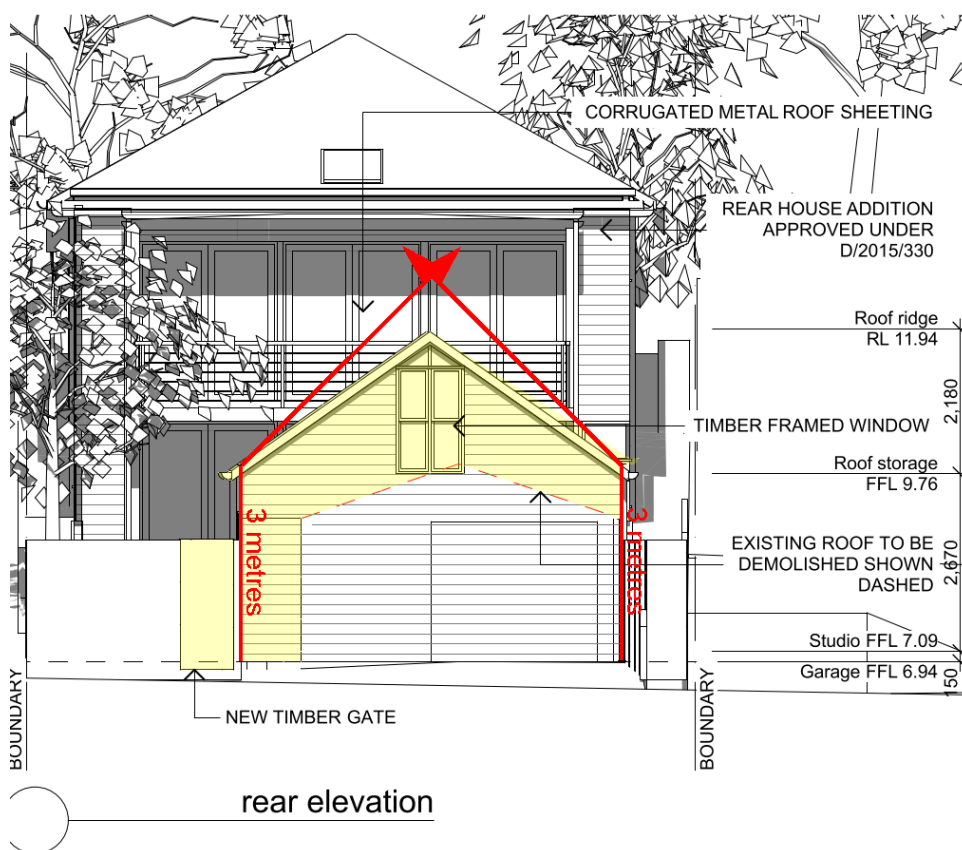 CORRUGATED METAL ROOF SHEETING
REAR HOUSE ADDITION
APPROVED UNDER
D/2015/330
Roof ridge
RL 11.94
2,180
TIMBER FRAMED WINDOW
Roof storage
FFL 9.76
3 metres
3 metres
EXISTING ROOF TO BE
DEMOLISHED SHOWN
DASHED
2,670
Studio FFL 7.09
Garage FFL 6.94
150
NEW TIMBER GATE
BOUNDARY
BOUNDARY
rear elevation